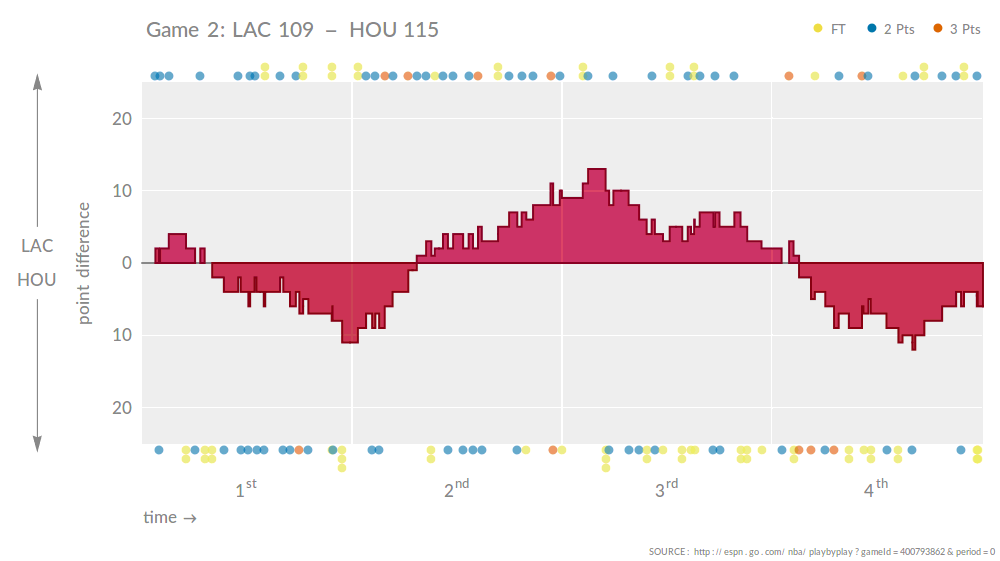 Game 2: LAC 109 – HOU 115
FT 2 Pts 3 Pts
20
10
0
10
20
LAC
HOU
point difference
1st 2nd 3rd 4th
time →
SOURCE: http://espn.go.com/nba/playbyplay?gameId=400793862&period=0